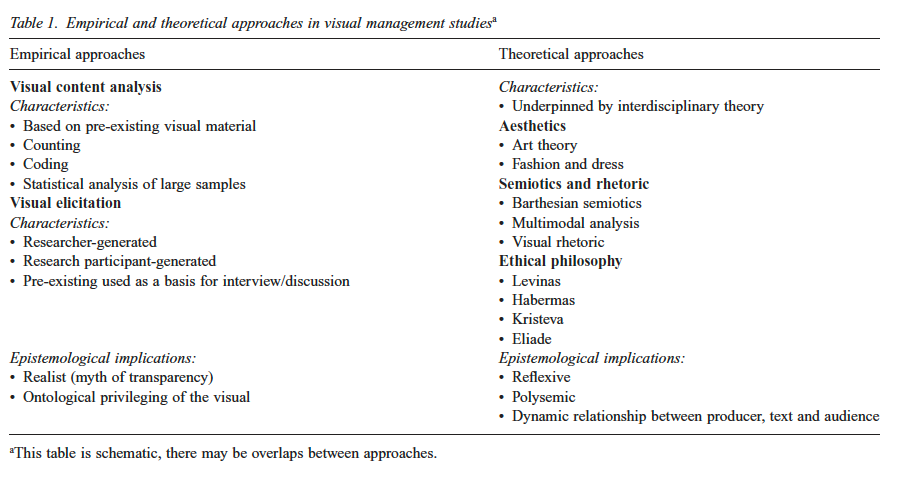 Table 1. Empirical and theoretical approaches in visual management studiesᵃ
Empirical approaches
Theoretical approaches
Visual content analysis
Characteristics:
• Based on pre-existing visual material
• Counting
• Coding
• Statistical analysis of large samples
Visual elicitation
Characteristics:
• Researcher-generated
• Research participant-generated
• Pre-existing used as a basis for interview/discussion
Epistemological implications:
• Realist (myth of transparency)
• Ontological privileging of the visual
Characteristics:
• Underpinned by interdisciplinary theory
Aesthetics
• Art theory
• Fashion and dress
Semiotics and rhetoric
• Barthesian semiotics
• Multimodal analysis
• Visual rhetoric
Ethical philosophy
• Levinas
• Habermas
• Kristeva
• Eliade
Epistemological implications:
• Reflexive
• Polysemic
• Dynamic relationship between producer, text and audience
ᵃThis table is schematic, there may be overlaps between approaches.